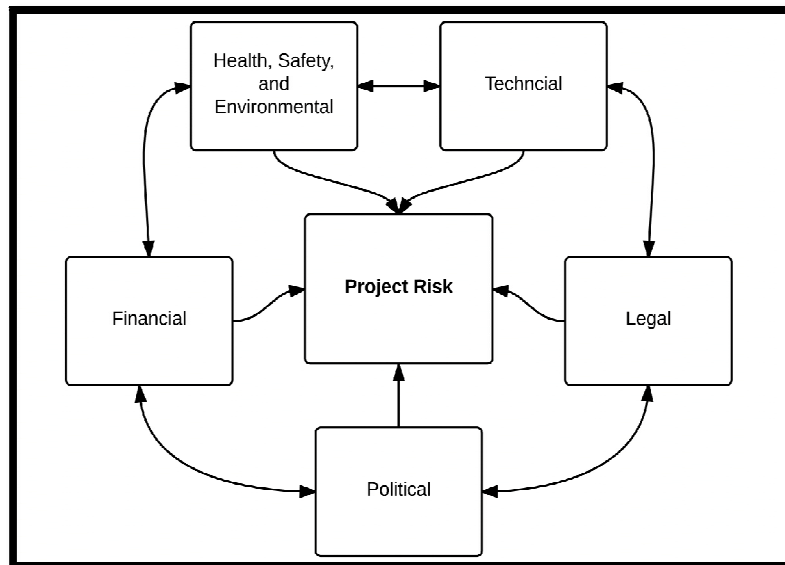 Health, Safety,
and
Environmental
Techncial
Project Risk
Financial
Legal
Political